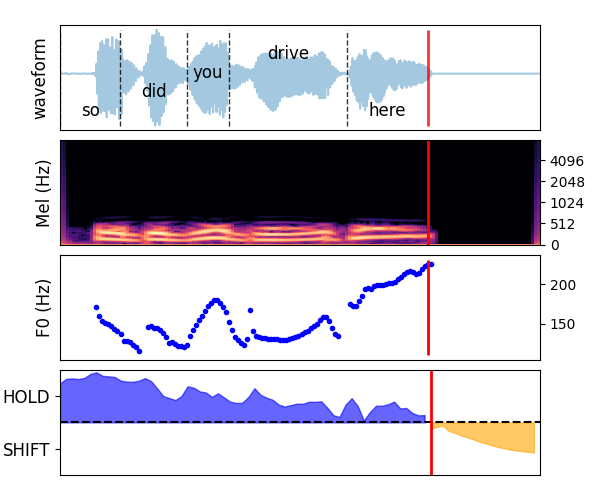 waveform
so
did
you
drive
here
Mel (Hz)
4096
2048
1024
512
0
F0 (Hz)
200
150
HOLD
SHIFT